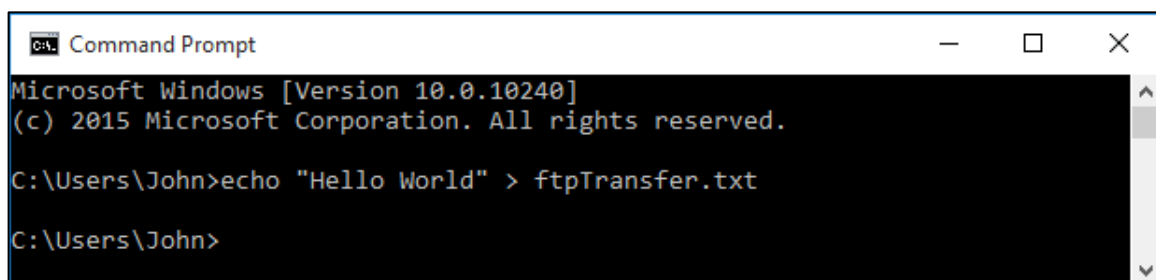 Command Prompt
Microsoft Windows [Version 10.0.10240]
(c) 2015 Microsoft Corporation. All rights reserved.
C:\Users\John>echo "Hello World" > ftpTransfer.txt
C:\Users\John>